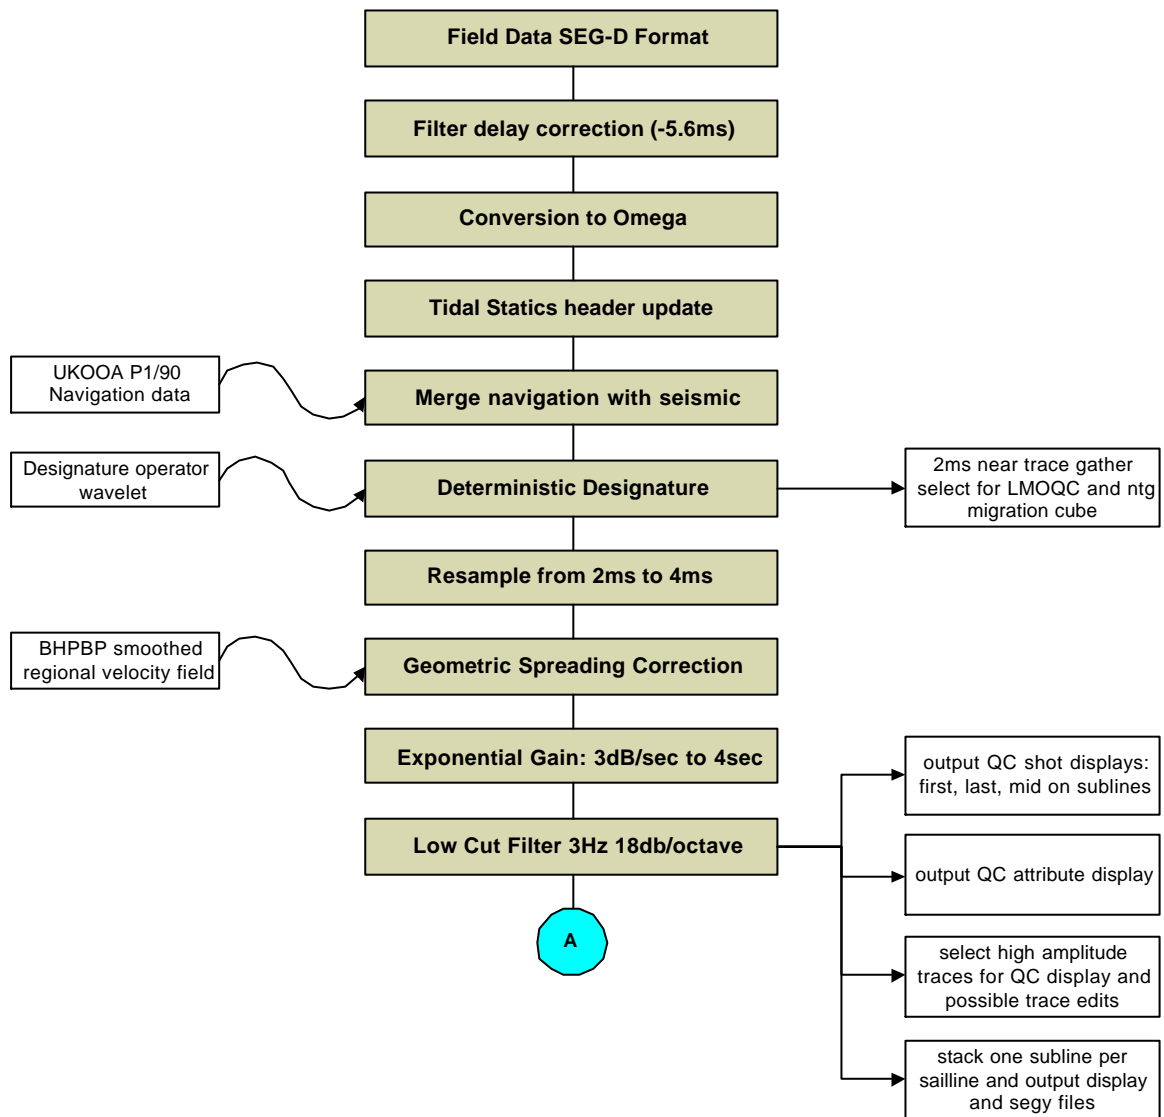 Field Data SEG-D Format
Filter delay correction (-5.6ms)
Conversion to Omega
Tidal Statics header update
UKOOA P1/90
Navigation data
Merge navigation with seismic
Designature operator
wavelet
Deterministic Designature
2ms near trace gather
select for LMOQC and ntg
migration cube
Resample from 2ms to 4ms
BHPBP smoothed
regional velocity field
Geometric Spreading Correction
Exponential Gain: 3dB/sec to 4sec
output QC shot displays:
first, last, mid on sublines
Low Cut Filter 3Hz 18db/octave
output QC attribute display
A
select high amplitude
traces for QC display and
possible trace edits
stack one subline per
sailline and output display
and segy files